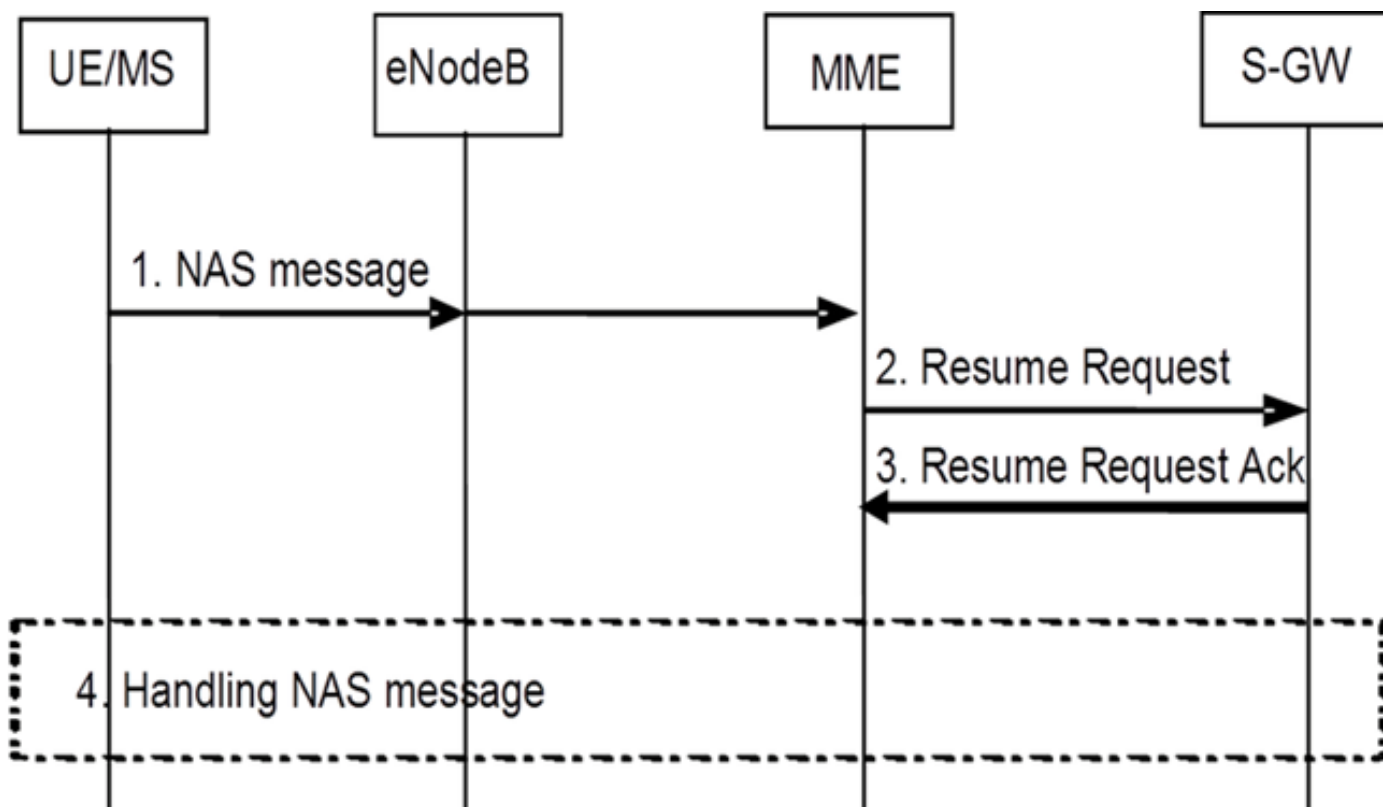 UE/MS
eNodeB
MME
S-GW
1. NAS message
2. Resume Request
3. Resume Request Ack
4. Handling NAS message